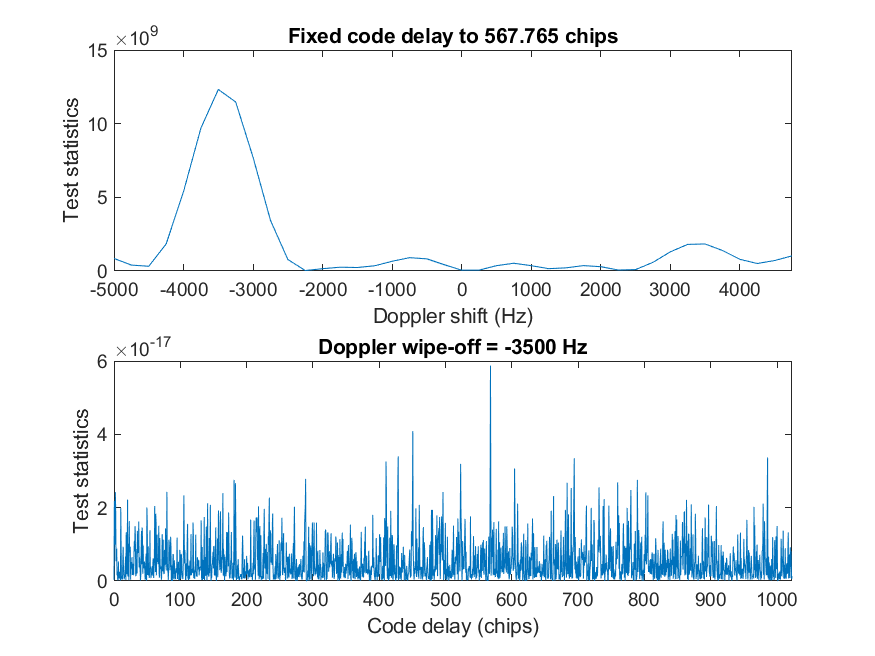 Fixed code delay to 567.765 chips
×10^9
15
10
5
0
Test statistics
-5000 -4000 -3000 -2000 -1000 0 1000 2000 3000 4000
Doppler shift (Hz)
Doppler wipe-off = -3500 Hz
×10^-17
6
4
2
0
Test statistics
0 100 200 300 400 500 600 700 800 900 1000
Code delay (chips)